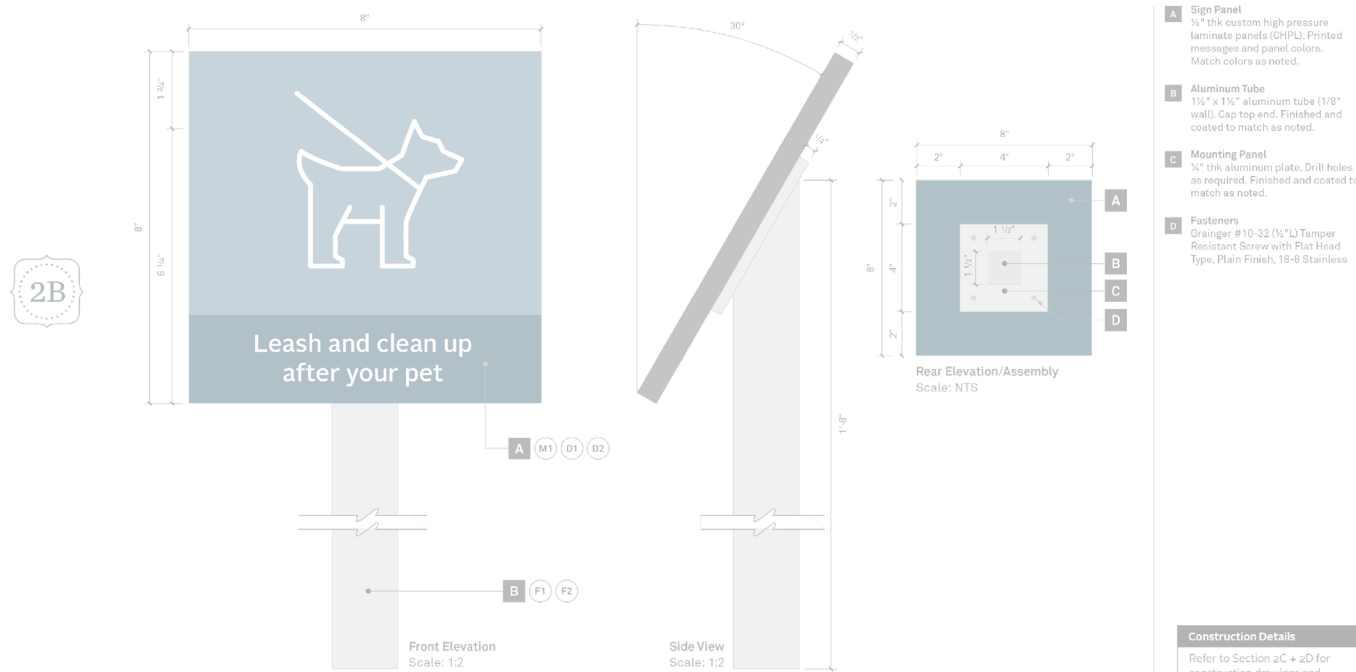 8"
1 3/4"
8"
6 1/4"
2B
Leash and clean up
after your pet
A M1 D1 D2
B F1 F2
Front Elevation
Scale: 1:2
30°
1/2"
1/4"
1'-8"
Side View
Scale: 1:2
8"
2" 4" 2"
8"
2"
4"
2"
1 1/2"
1 1/2"
A
B
C
D
Rear Elevation/Assembly
Scale: NTS
A Sign Panel
½" thk custom high pressure
laminate panels (CHPL). Printed
messages and panel colors.
Match colors as noted.
B Aluminum Tube
1½" x 1½" aluminum tube (1/8"
wall). Cap top end. Finished and
coated to match as noted.
C Mounting Panel
¼" thk aluminum plate. Drill holes
as required. Finished and coated to
match as noted.
D Fasteners
Grainger #10-32 (½"L) Tamper
Resistant Screw with Flat Head
Type, Plain Finish, 18-8 Stainless
Construction Details
Refer to Section 2C + 2D for
construction drawings and